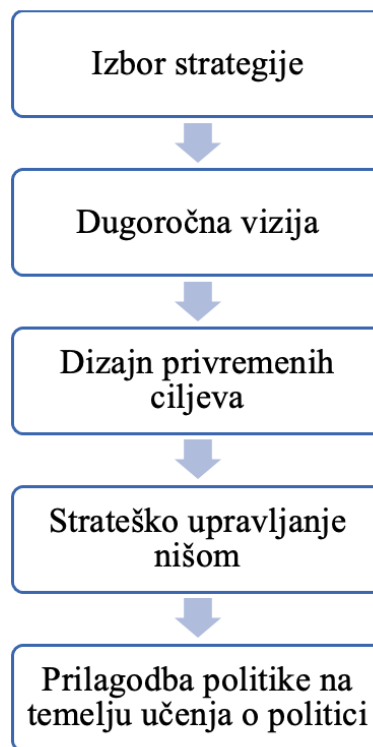 Izbor strategije
Dugoročna vizija
Dizajn privremenih
ciljeva
Strateško upravljanje
nišom
Prilagodba politike na
temelju učenja o politici